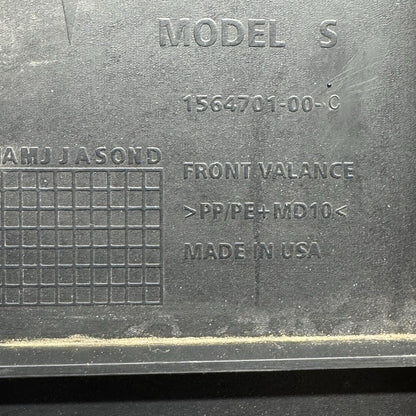 MODEL S
1564701-00-C
AMJJASOND
FRONT VALANCE
>PP/PE+MD10<
MADE IN USA